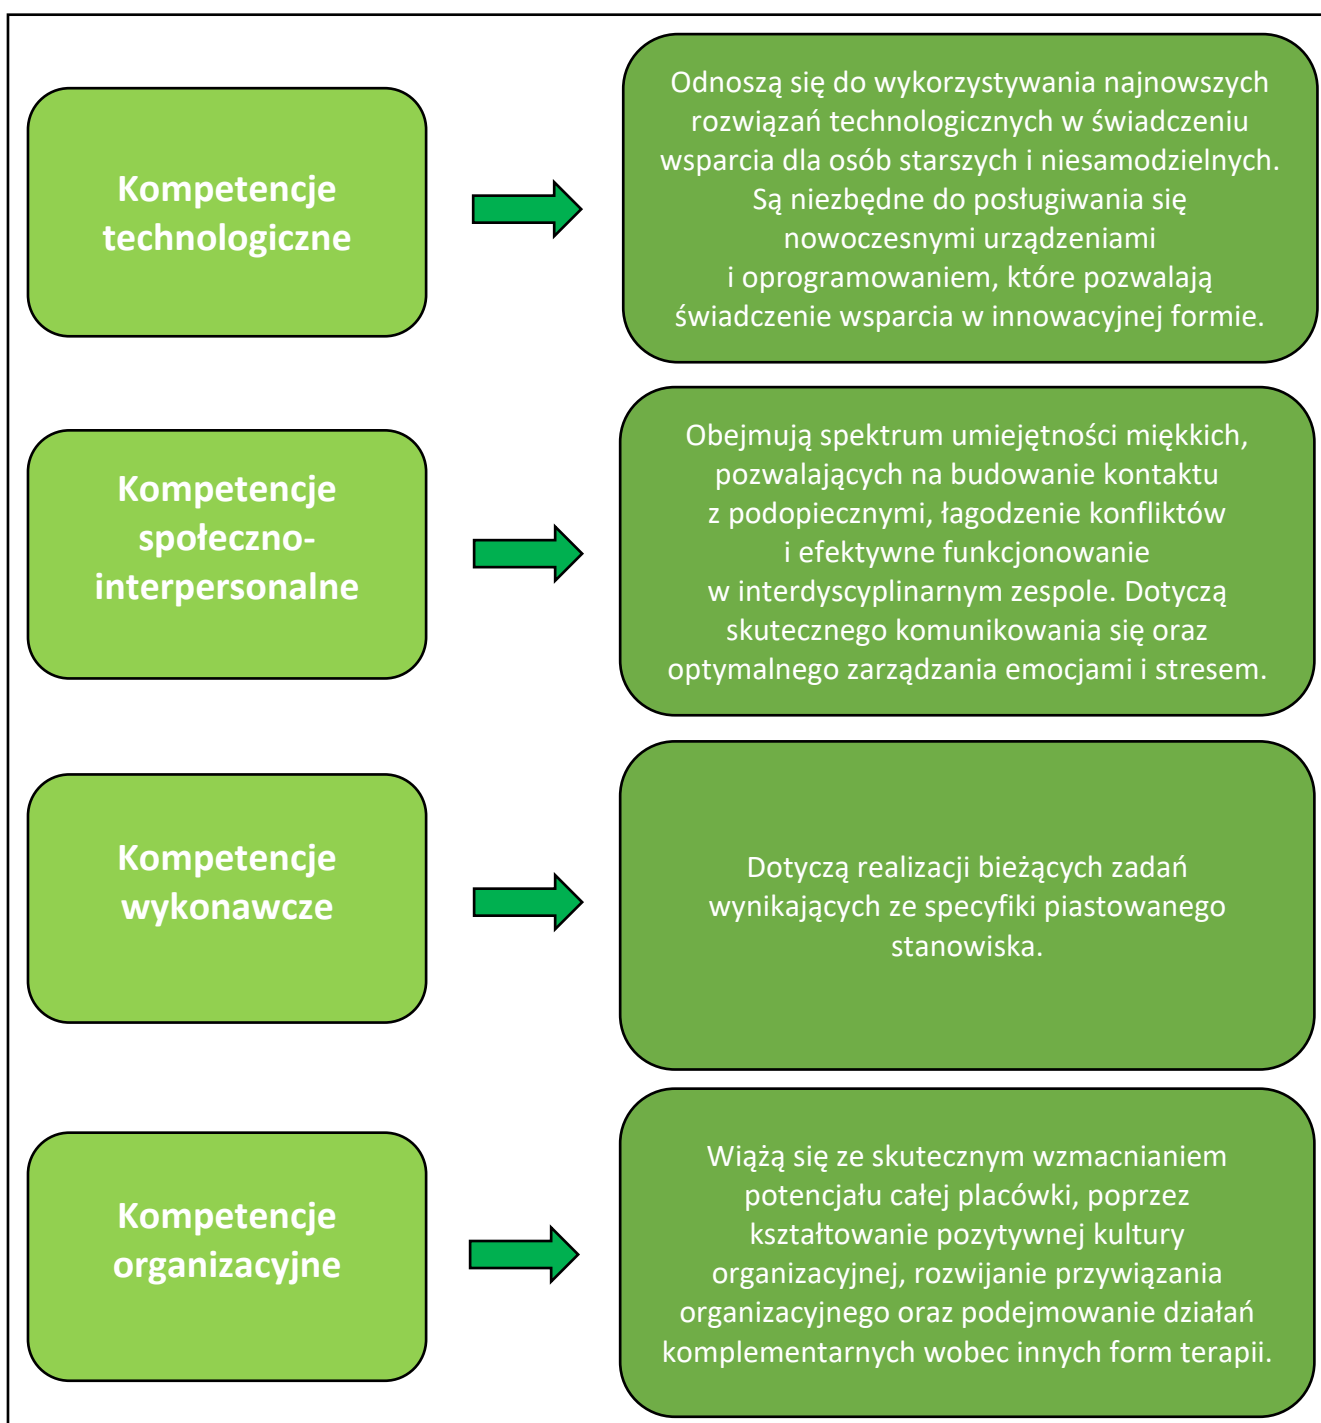 Kompetencje
technologiczne
Odnoszą się do wykorzystywania najnowszych
rozwiązań technologicznych w świadczeniu
wsparcia dla osób starszych i niesamodzielnych.
Są niezbędne do posługiwania się
nowoczesnymi urządzeniami
i oprogramowaniem, które pozwalają
świadczenie wsparcia w innowacyjnej formie.
Kompetencje
społeczno-
interpersonalne
Obejmują spektrum umiejętności miękkich,
pozwalających na budowanie kontaktu
z podopiecznymi, łagodzenie konfliktów
i efektywne funkcjonowanie
w interdyscyplinarnym zespole. Dotyczą
skutecznego komunikowania się oraz
optymalnego zarządzania emocjami i stresem.
Kompetencje
wykonawcze
Dotyczą realizacji bieżących zadań
wynikających ze specyfiki piastowanego
stanowiska.
Kompetencje
organizacyjne
Wiążą się ze skutecznym wzmacnianiem
potencjału całej placówki, poprzez
kształtowanie pozytywnej kultury
organizacyjnej, rozwijanie przywiązania
organizacyjnego oraz podejmowanie działań
komplementarnych wobec innych form terapii.